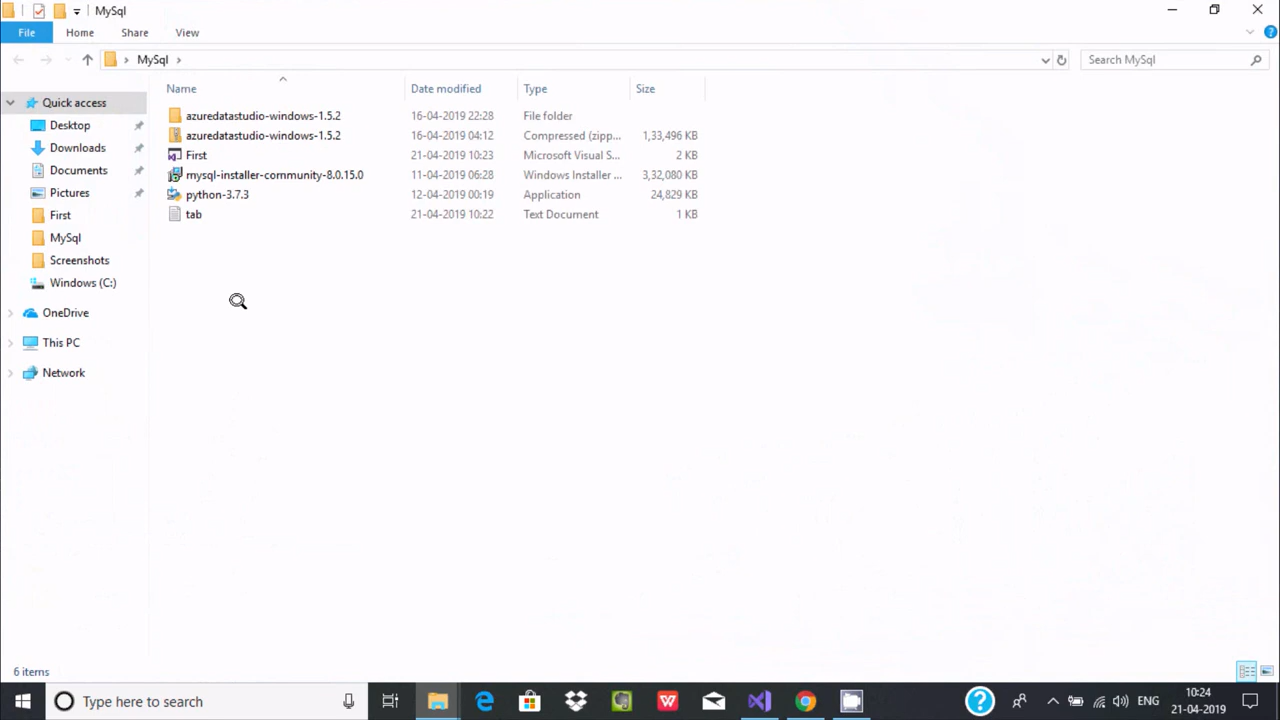 MySql
File Home Share View
MySql
Search MySql
Name Date modified Type Size
Quick access
Desktop
Downloads
Documents
Pictures
First
MySql
Screenshots
Windows (C:)
OneDrive
This PC
Network
azuredatastudio-windows-1.5.2 16-04-2019 22:28 File folder
azuredatastudio-windows-1.5.2 16-04-2019 04:12 Compressed (zipp... 1,33,496 KB
First 21-04-2019 10:23 Microsoft Visual S... 2 KB
mysql-installer-community-8.0.15.0 11-04-2019 06:28 Windows Installer ... 3,32,080 KB
python-3.7.3 12-04-2019 00:19 Application 24,829 KB
tab 21-04-2019 10:22 Text Document 1 KB
6 items
Type here to search
ENG
10:24
21-04-2019